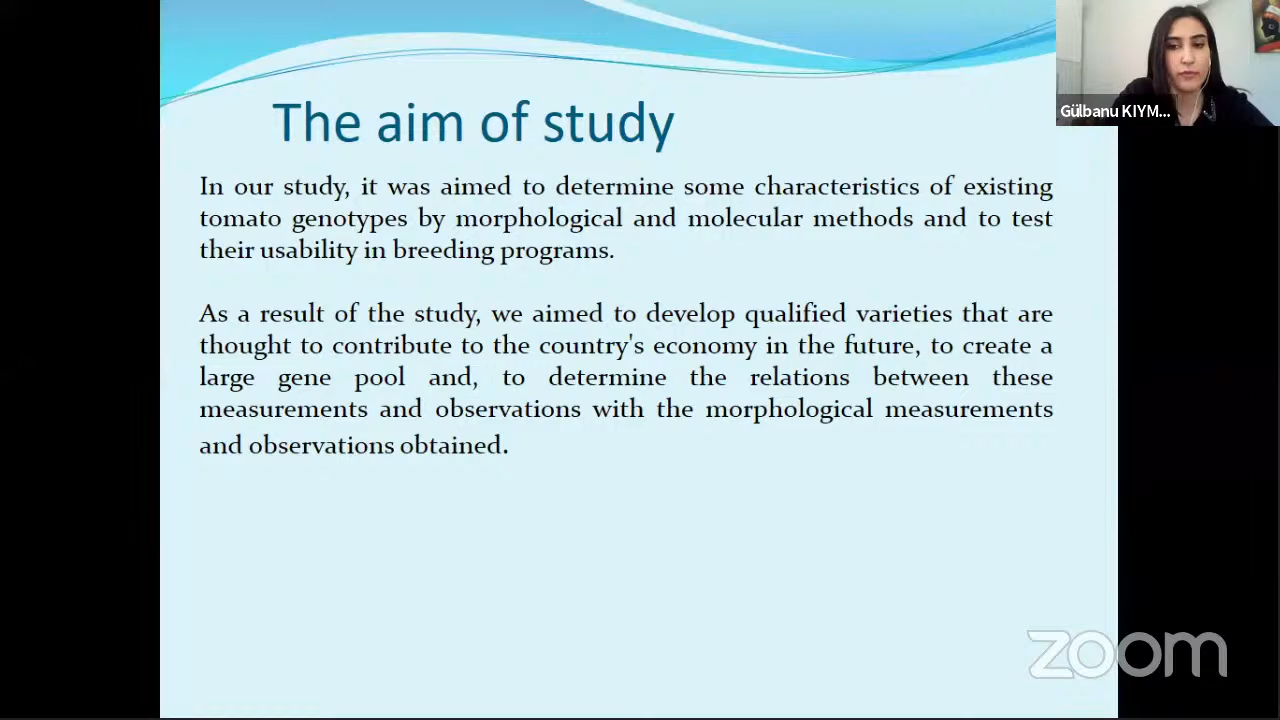 The aim of study
In our study, it was aimed to determine some characteristics of existing
tomato genotypes by morphological and molecular methods and to test
their usability in breeding programs.
As a result of the study, we aimed to develop qualified varieties that are
thought to contribute to the country's economy in the future, to create a
large gene pool and, to determine the relations between these
measurements and observations with the morphological measurements
and observations obtained.
Gülbanu KIYM...
zoom